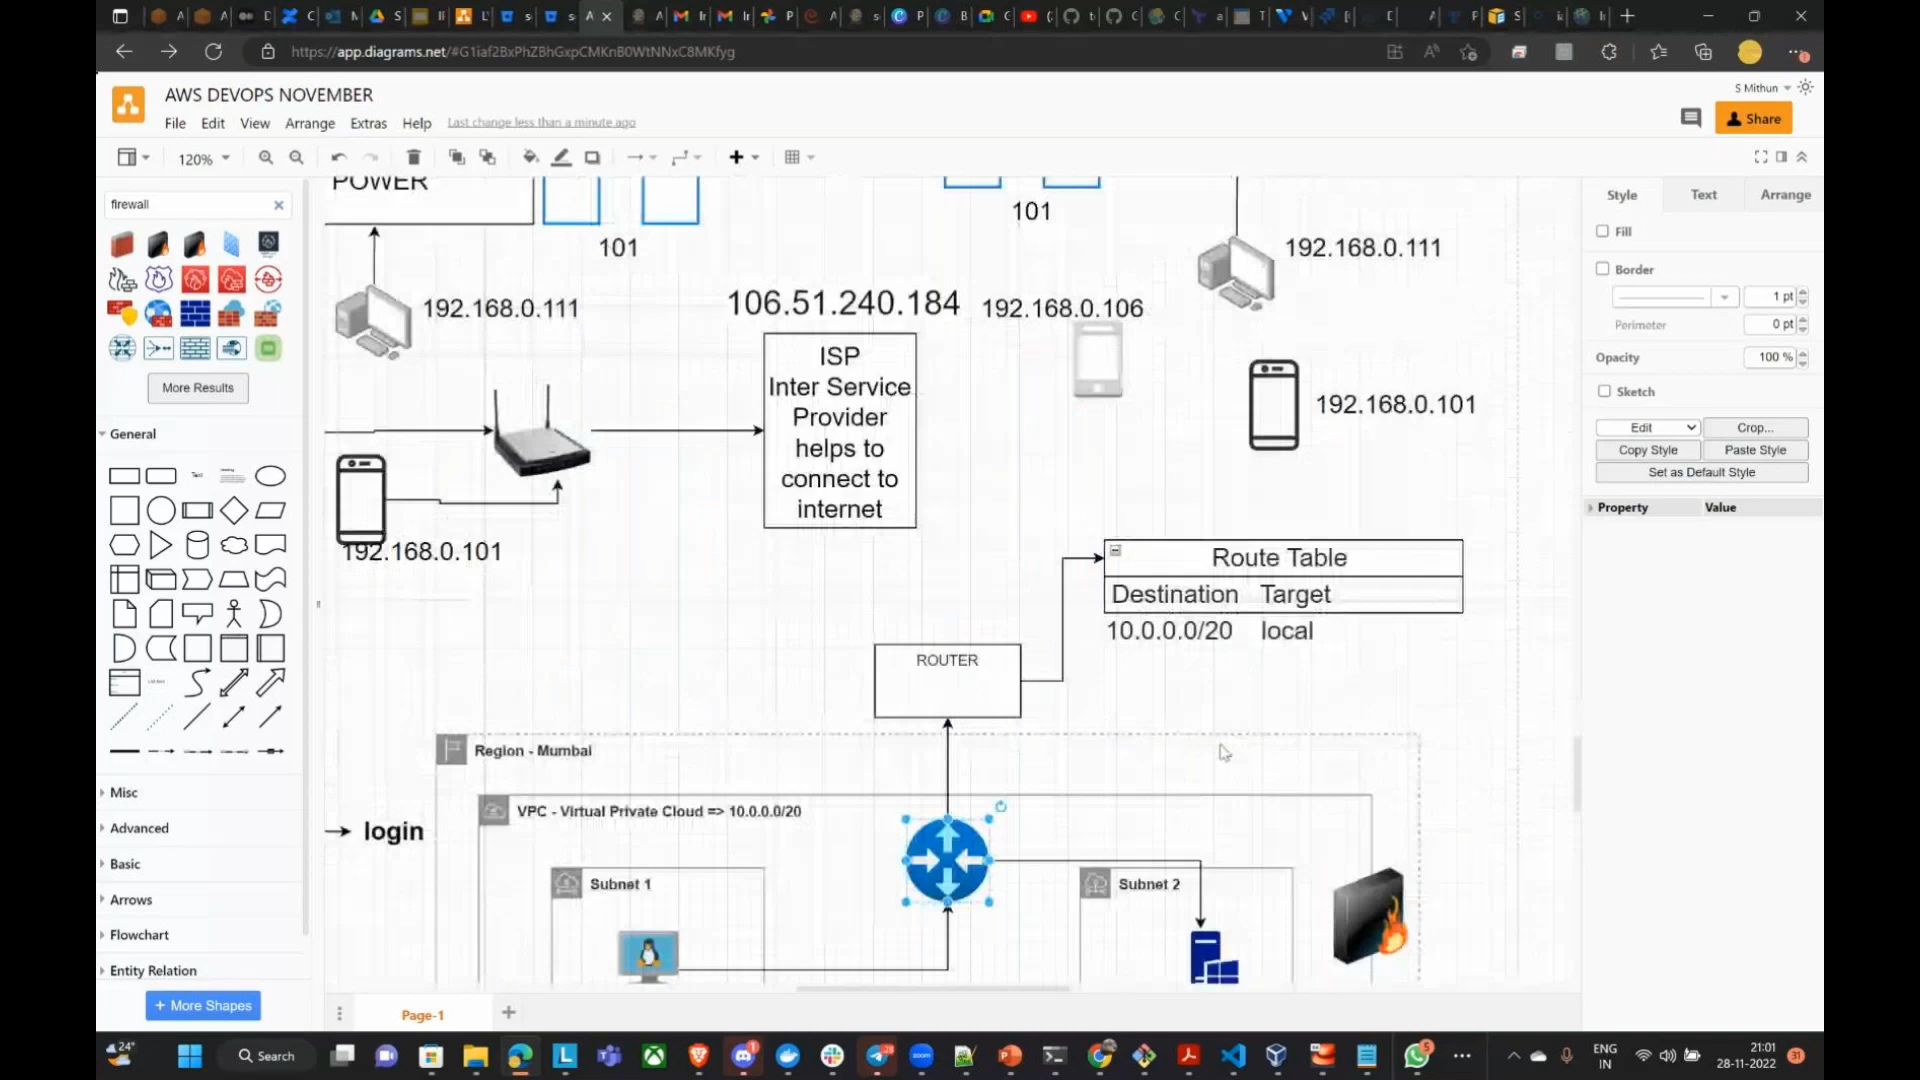 https://app.diagrams.net/#G1iaf2BxPhZBhGxpCMKnB0WtNNxC8MKfyg
AWS DEVOPS NOVEMBER
S Mithun
File Edit View Arrange Extras Help Last change less than a minute ago
Share
120%
firewall
More Results
General
Misc
Advanced
Basic
Arrows
Flowchart
Entity Relation
+ More Shapes
POWER
101
101
192.168.0.111
192.168.0.111
106.51.240.184
192.168.0.106
ISP
Inter Service
Provider
helps to
connect to
internet
192.168.0.101
192.168.0.101
Route Table
Destination Target
10.0.0.0/20 local
ROUTER
Region - Mumbai
VPC - Virtual Private Cloud => 10.0.0.0/20
login
Subnet 1
Subnet 2
Page-1
Style Text Arrange
Fill
Border
1 pt
Perimeter 0 pt
Opacity 100 %
Sketch
Edit Crop...
Copy Style Paste Style
Set as Default Style
Property Value
24°
Search
ENG
IN
21:01
28-11-2022
31